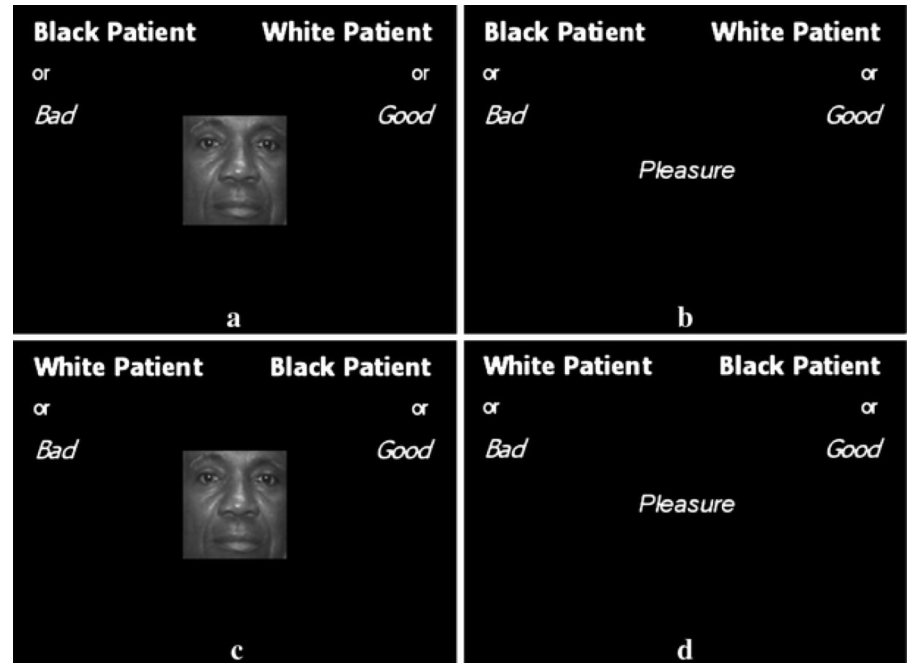 Black Patient White Patient
or or
Bad Good
a
Black Patient White Patient
or or
Bad Good
Pleasure
b
White Patient Black Patient
or or
Bad Good
c
White Patient Black Patient
or or
Bad Good
Pleasure
d